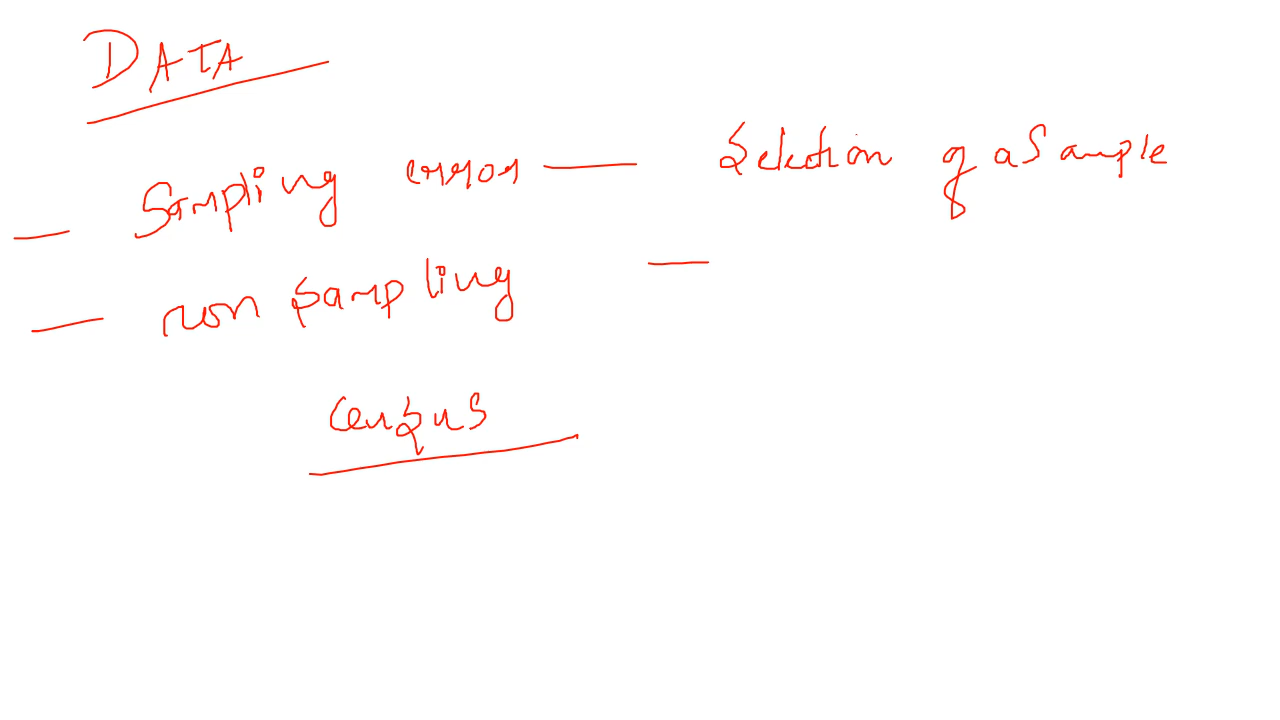 DATA
— Sampling error — Selection of a Sample
— non sampling —
Census